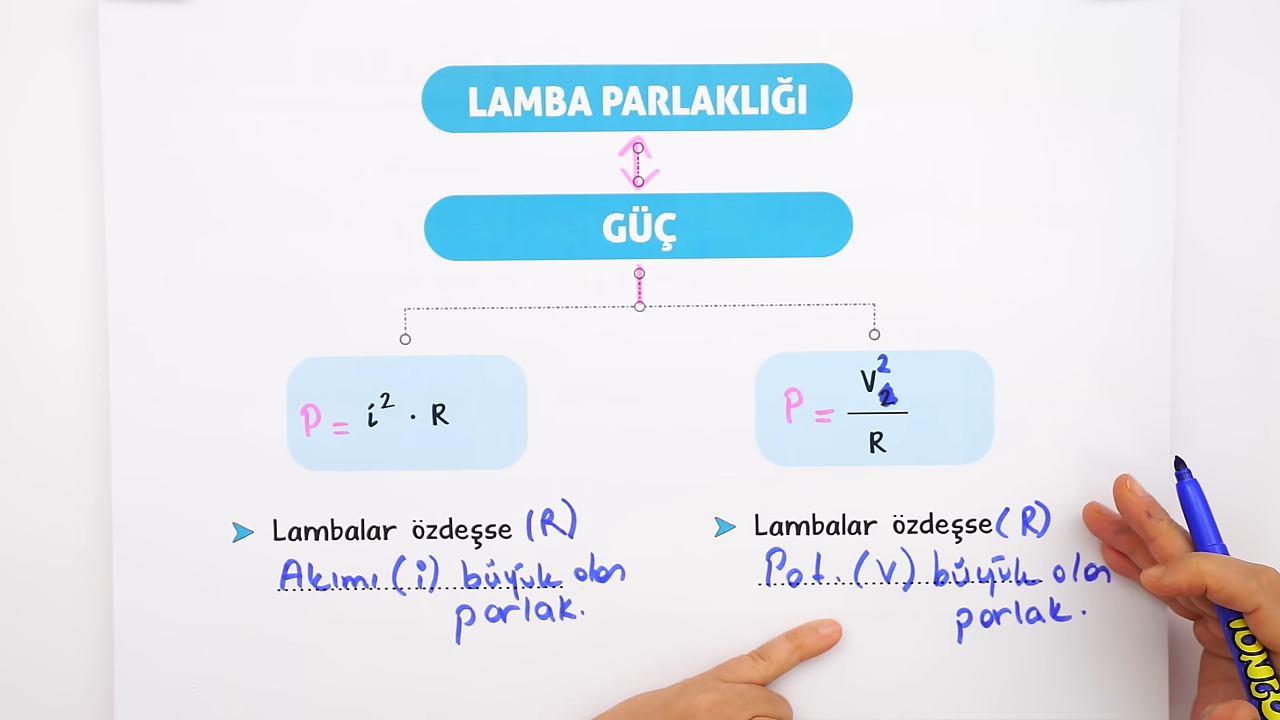 LAMBA PARLAKLIĞI
GÜÇ
P = i² · R
P = V²
R
Lambalar özdeşse (R)
Akımı (i) büyük olan
parlak.
Lambalar özdeşse (R)
Pot. (V) büyük olan
parlak.